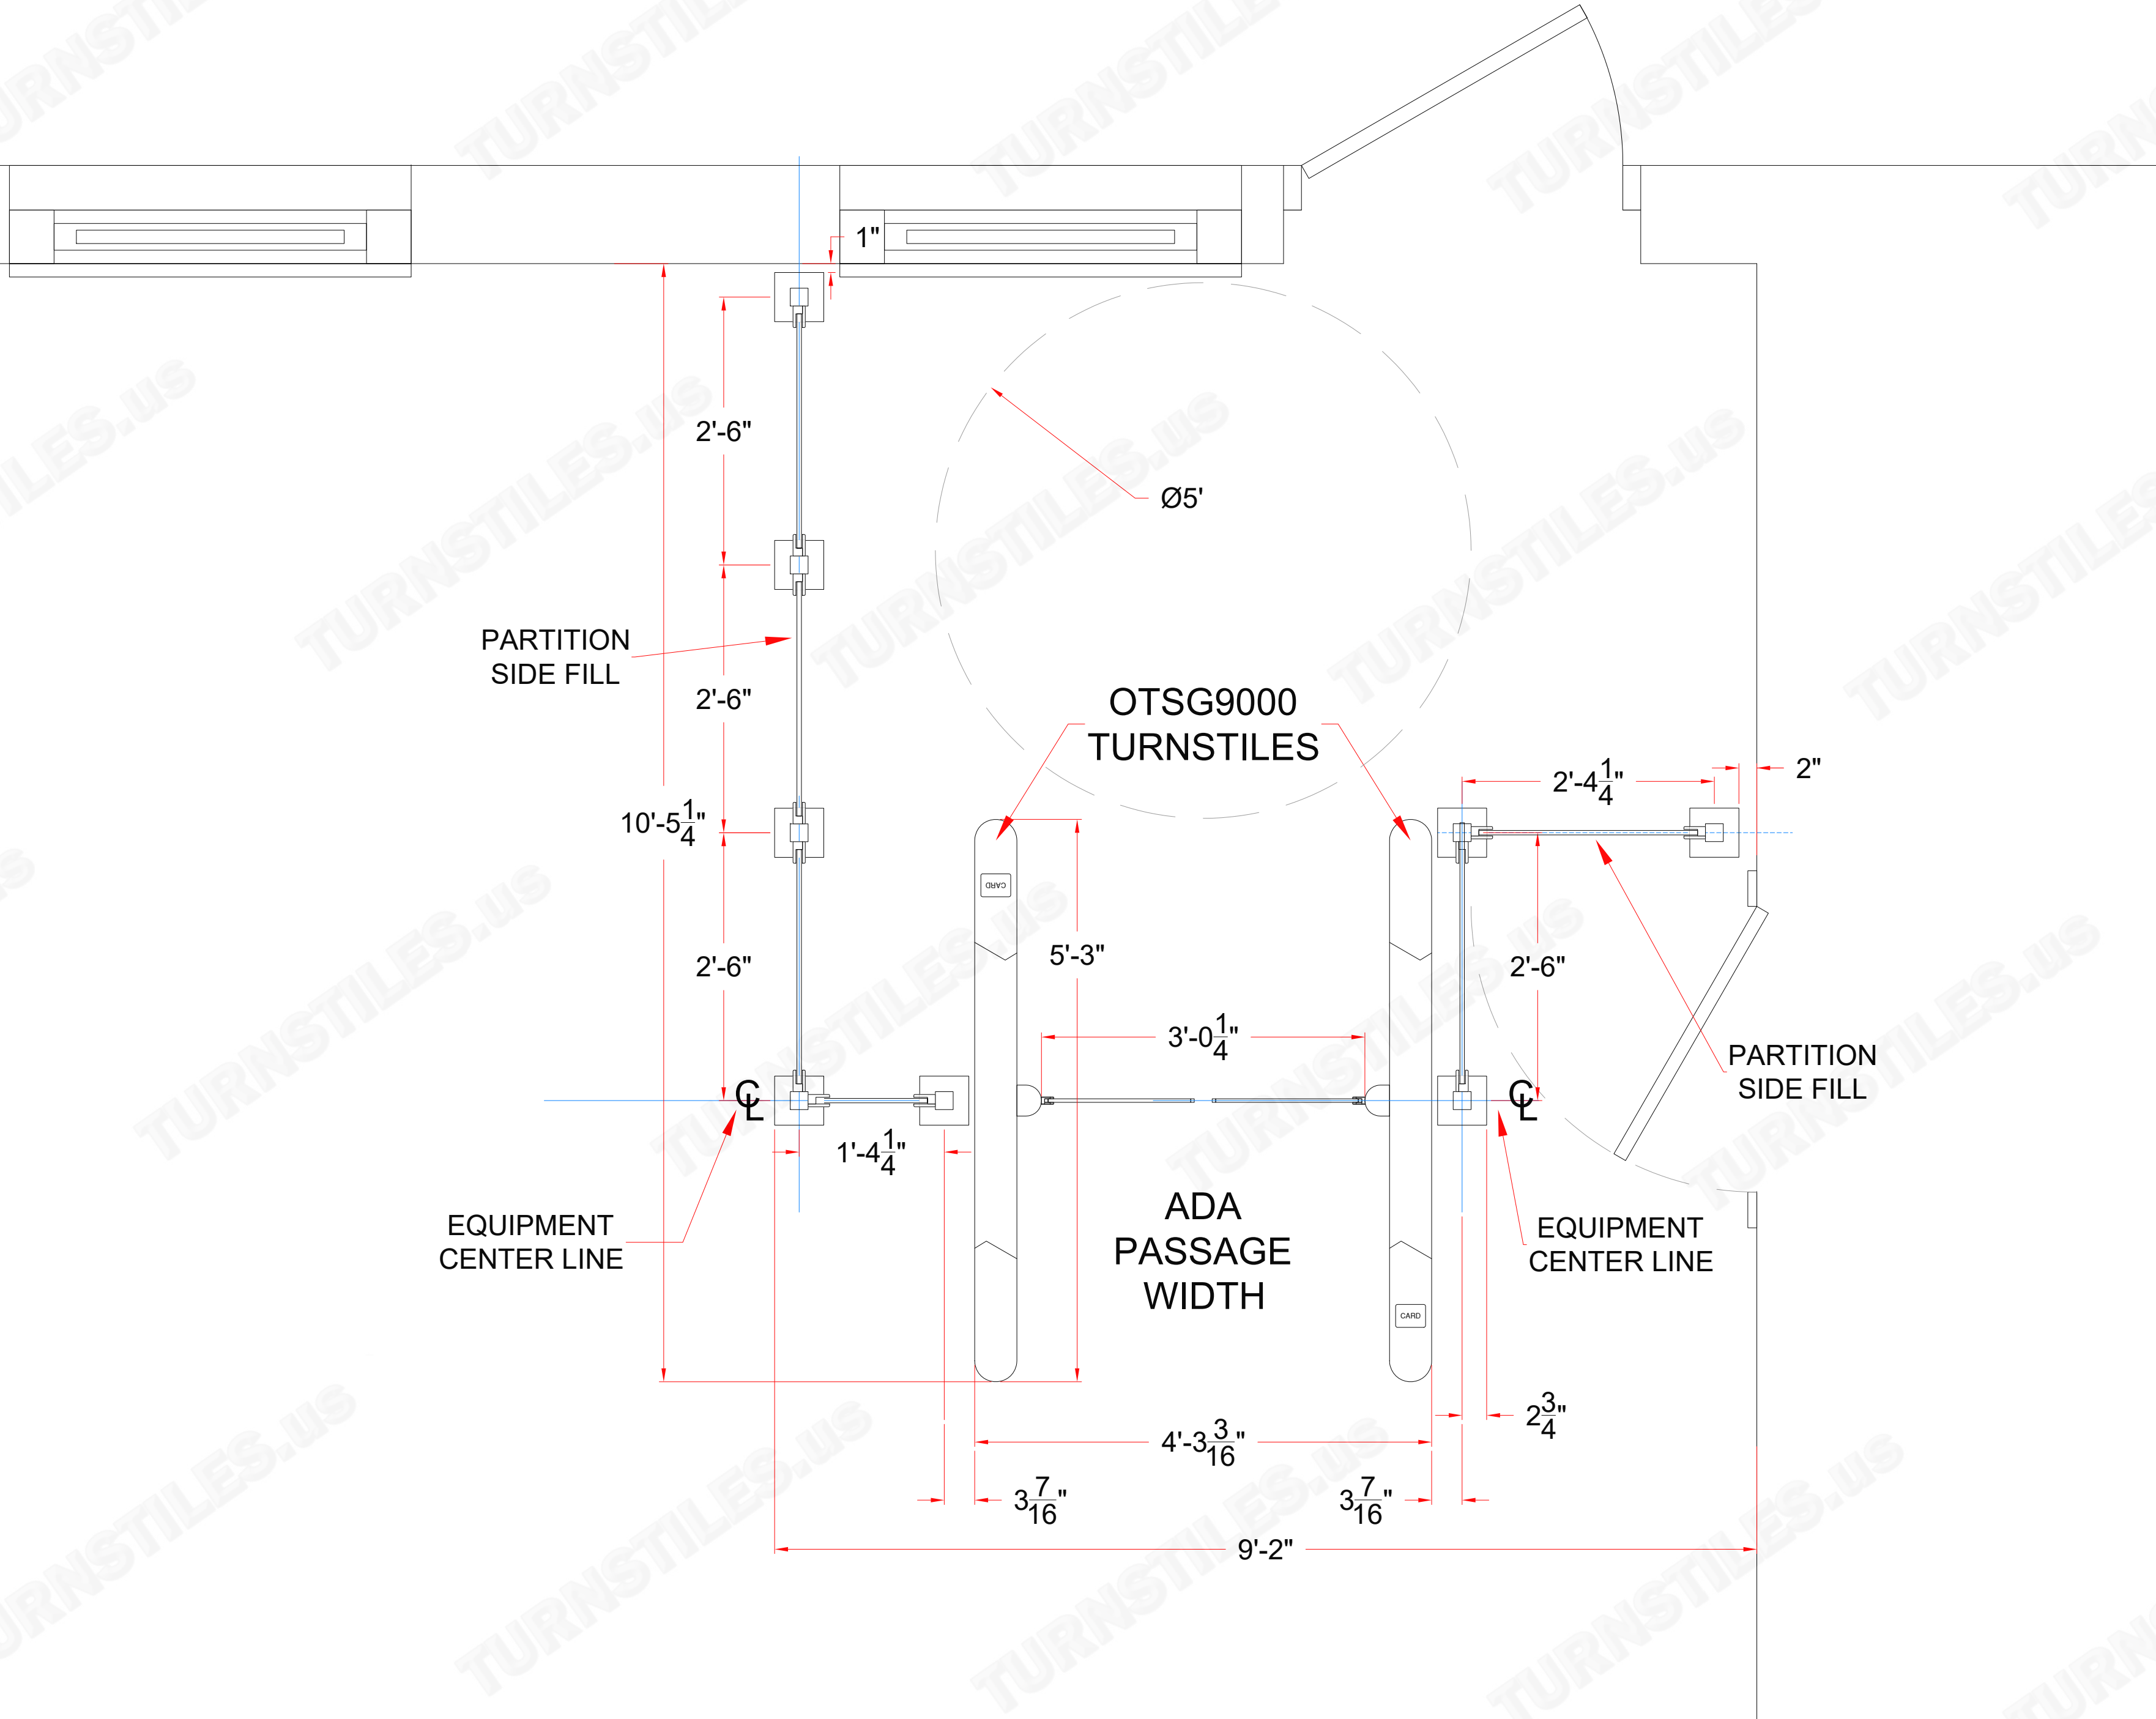 1"
2'-6"
Ø5'
PARTITION
SIDE FILL
2'-6"
OTSG9000
TURNSTILES
2'-4 1/4"
2"
10'-5 1/4"
CARD
5'-3"
2'-6"
2'-6"
3'-0 1/4"
PARTITION
SIDE FILL
CL
CL
1'-4 1/4"
ADA
PASSAGE
WIDTH
EQUIPMENT
CENTER LINE
EQUIPMENT
CENTER LINE
CARD
2 3/4"
4'-3 3/16"
3 7/16"
3 7/16"
9'-2"
TURNSTILES.us